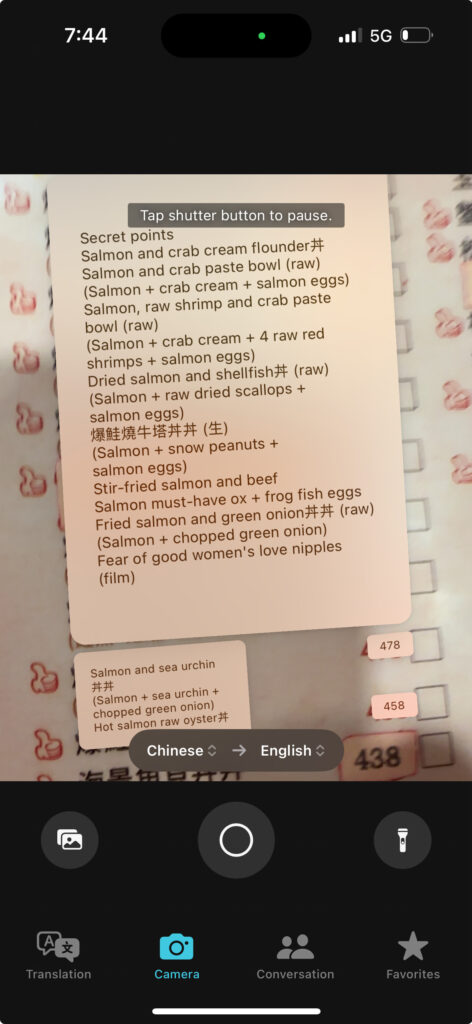 7:44
5G
Tap shutter button to pause.
Secret points
Salmon and crab cream flounder丼
Salmon and crab paste bowl (raw)
(Salmon + crab cream + salmon eggs)
Salmon, raw shrimp and crab paste
bowl (raw)
(Salmon + crab cream + 4 raw red
shrimps + salmon eggs)
Dried salmon and shellfish丼 (raw)
(Salmon + raw dried scallops +
salmon eggs)
爆鮭燒牛塔丼丼 (生)
(Salmon + snow peanuts +
salmon eggs)
Stir-fried salmon and beef
Salmon must-have ox + frog fish eggs
Fried salmon and green onion丼丼 (raw)
(Salmon + chopped green onion)
Fear of good women's love nipples
(film)
478
Salmon and sea urchin
丼丼
(Salmon + sea urchin +
chopped green onion)
Hot salmon raw oyster丼
458
Chinese → English
438
Translation
Camera
Conversation
Favorites